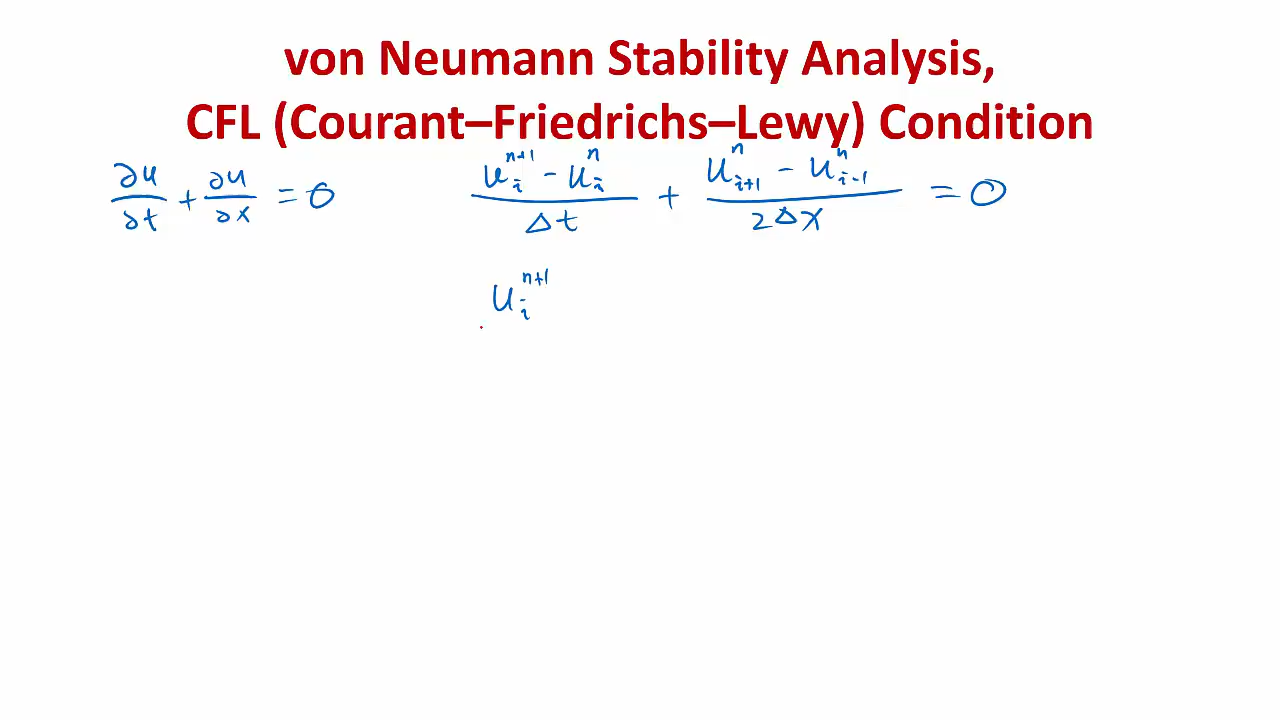 von Neumann Stability Analysis,
CFL (Courant–Friedrichs–Lewy) Condition
∂u/∂t + ∂u/∂x = 0
(u_i^{n+1} - u_i^n)/Δt + (u_{i+1}^n - u_{i-1}^n)/2Δx = 0
u_i^{n+1}